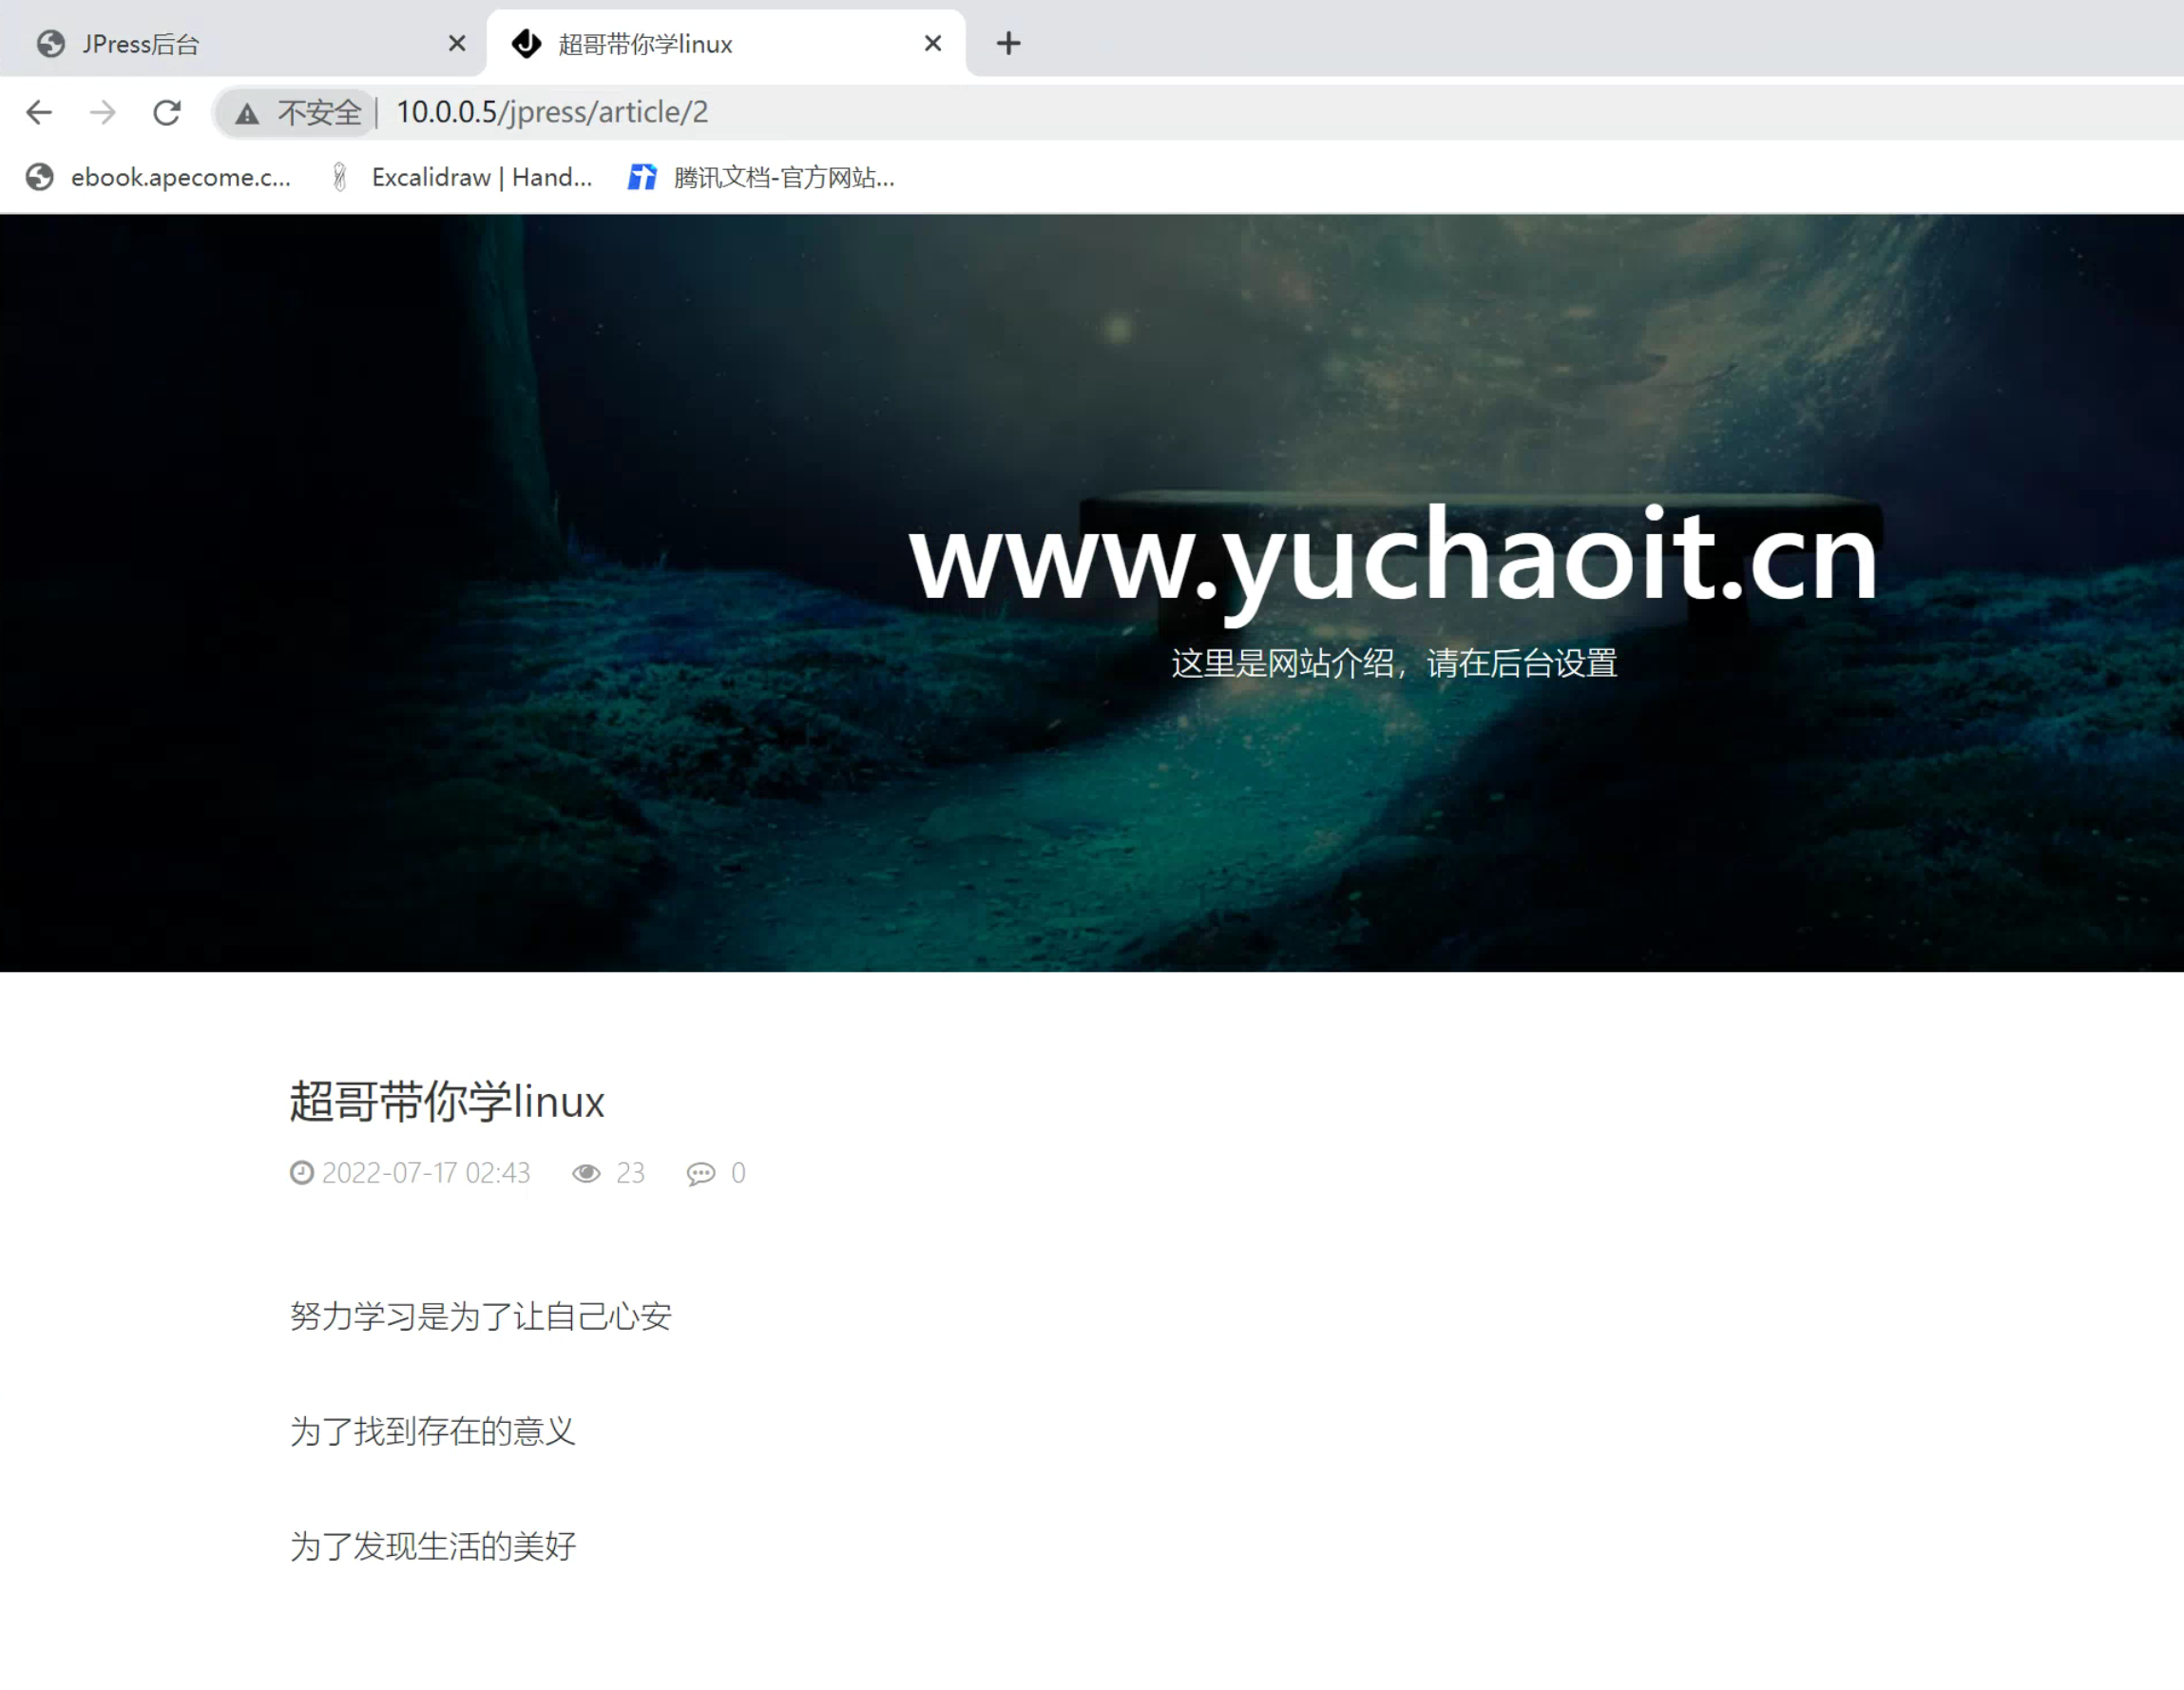 JPress后台
超哥带你学linux
不安全 10.0.0.5/jpress/article/2
ebook.apecome.c... Excalidraw | Hand... 腾讯文档-官方网站...
www.yuchaoit.cn
这里是网站介绍，请在后台设置
超哥带你学linux
2022-07-17 02:43 23 0
努力学习是为了让自己心安
为了找到存在的意义
为了发现生活的美好